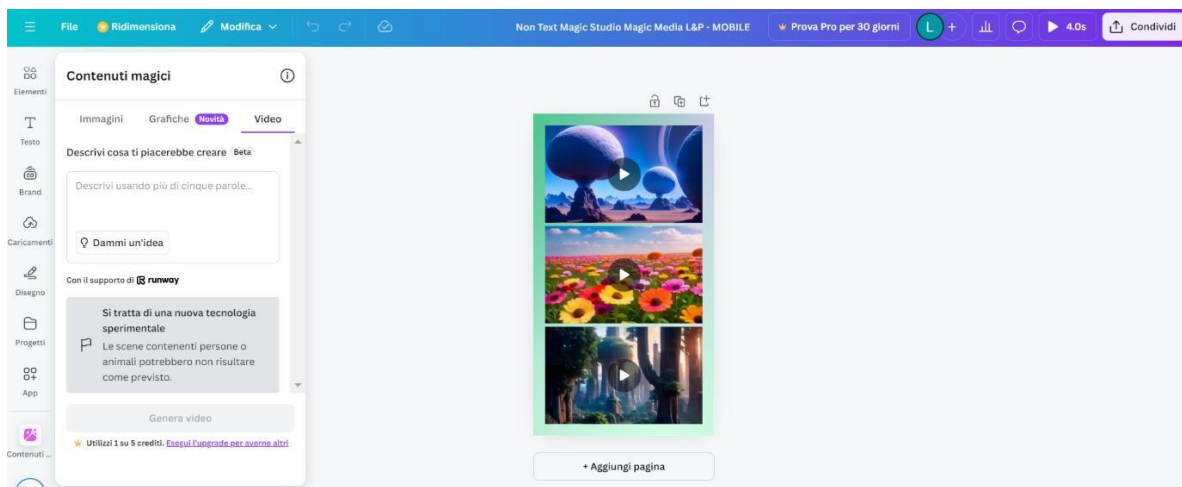 File
Ridimensiona
Modifica
Non Text Magic Studio Magic Media L&P - MOBILE
Prova Pro per 30 giorni
L
+
4.0s
Condividi
Elementi
Testo
Brand
Caricamenti
Disegno
Progetti
App
Contenuti ...
Contenuti magici
Immagini
Grafiche Novità
Video
Descrivi cosa ti piacerebbe creare Beta
Descrivi usando più di cinque parole...
Dammi un'idea
Con il supporto di runway
Si tratta di una nuova tecnologia
sperimentale
Le scene contenenti persone o
animali potrebbero non risultare
come previsto.
Genera video
Utilizzi 1 su 5 crediti. Esegui l'upgrade per averne altri
+ Aggiungi pagina